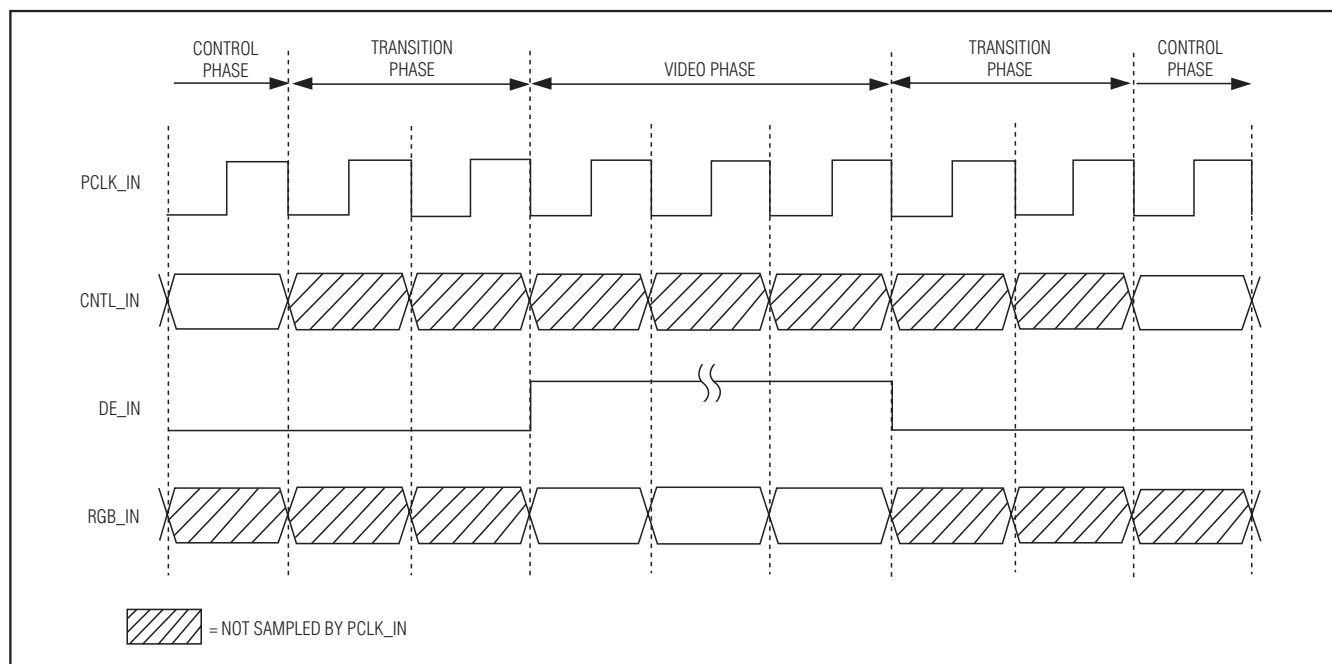 CONTROL
PHASE
TRANSITION
PHASE
VIDEO PHASE
TRANSITION
PHASE
CONTROL
PHASE
PCLK_IN
CNTL_IN
DE_IN
RGB_IN
= NOT SAMPLED BY PCLK_IN